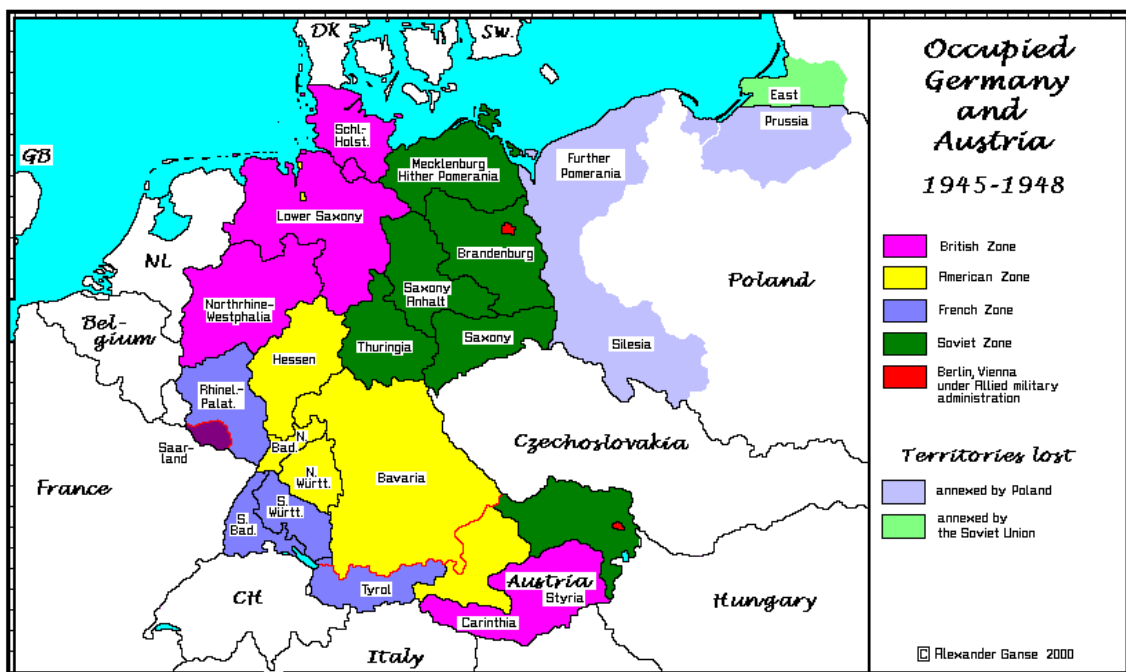 Occupied
Germany
and
Austria
1945-1948
British Zone
American Zone
French Zone
Soviet Zone
Berlin, Vienna
under Allied military
administration
Territories lost
annexed by Poland
annexed by
the Soviet Union
C Alexander Ganse 2000
DK
Sw.
GB
NL
Bel-
gium
France
CH
Italy
Poland
Czechoslovakia
Hungary
Austria
East
Prussia
Further
Pomerania
Silesia
Schl-
Holst.
Mecklenburg
Hither Pomerania
Lower Saxony
Brandenburg
Northrhine-
Westphalia
Saxony
Anhalt
Saxony
Thuringia
Hessen
Rhinel.-
Palat.
Saar-
land
N.
Bad.
N.
Württ.
Bavaria
S.
Württ.
S.
Bad.
Tyrol
Styria
Carinthia